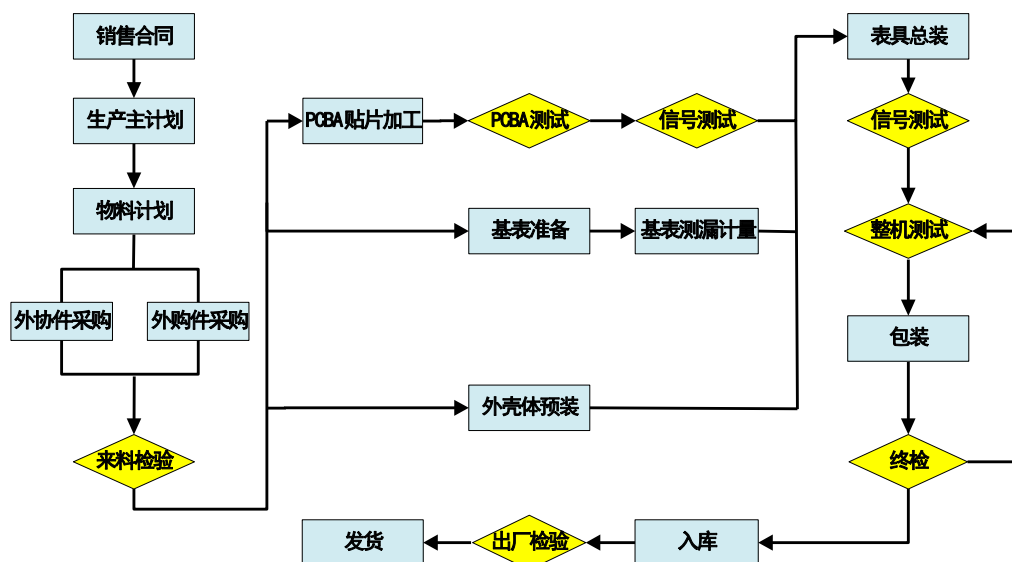 销售合同
生产主计划
物料计划
外协件采购
外购件采购
来料检验
PCBA贴片加工
PCBA测试
信号测试
基表准备
基表测漏计量
外壳体预装
表具总装
信号测试
整机测试
包装
终检
入库
出厂检验
发货